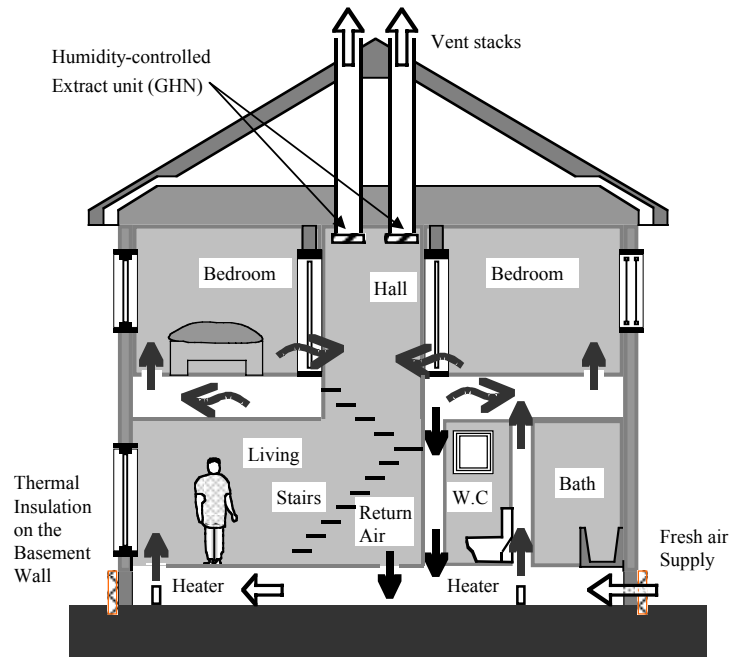 Humidity-controlled
Extract unit (GHN)
Vent stacks
Bedroom
Hall
Bedroom
Living
Stairs
Return
Air
W.C
Bath
Thermal
Insulation
on the
Basement
Wall
Heater
Heater
Fresh air
Supply